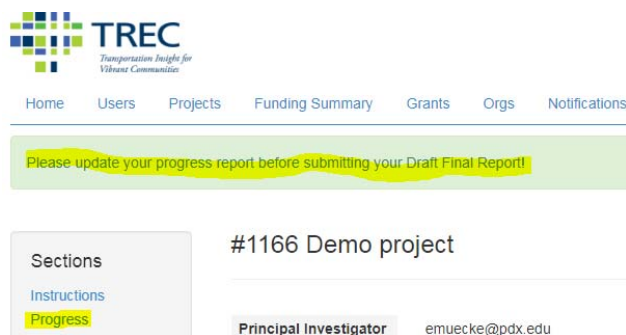 TREC
Transportation Insight for
Vibrant Communities
Home Users Projects Funding Summary Grants Orgs Notifications
Please update your progress report before submitting your Draft Final Report!
Sections
#1166 Demo project
Instructions
Progress
Principal Investigator emuecke@pdx.edu